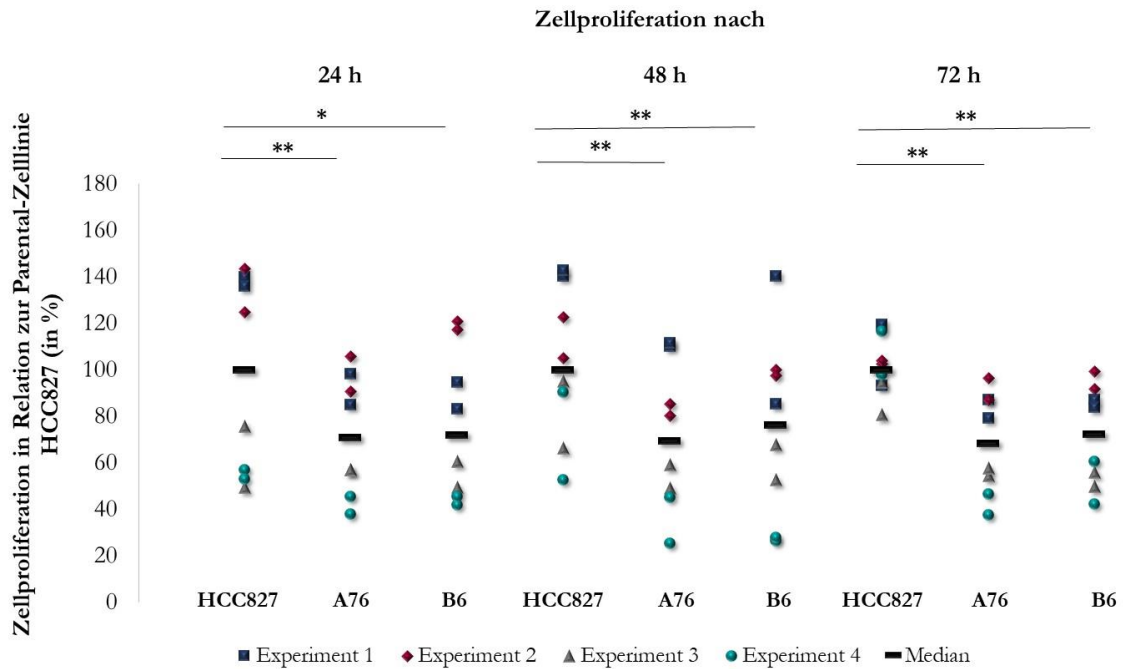 Zellproliferation nach
24 h 48 h 72 h
* ** **
** ** **
Zellproliferation in Relation zur Parental-Zelllinie
HCC827 (in %)
180
160
140
120
100
80
60
40
20
0
HCC827 A76 B6 HCC827 A76 B6 HCC827 A76 B6
Experiment 1 Experiment 2 Experiment 3 Experiment 4 Median